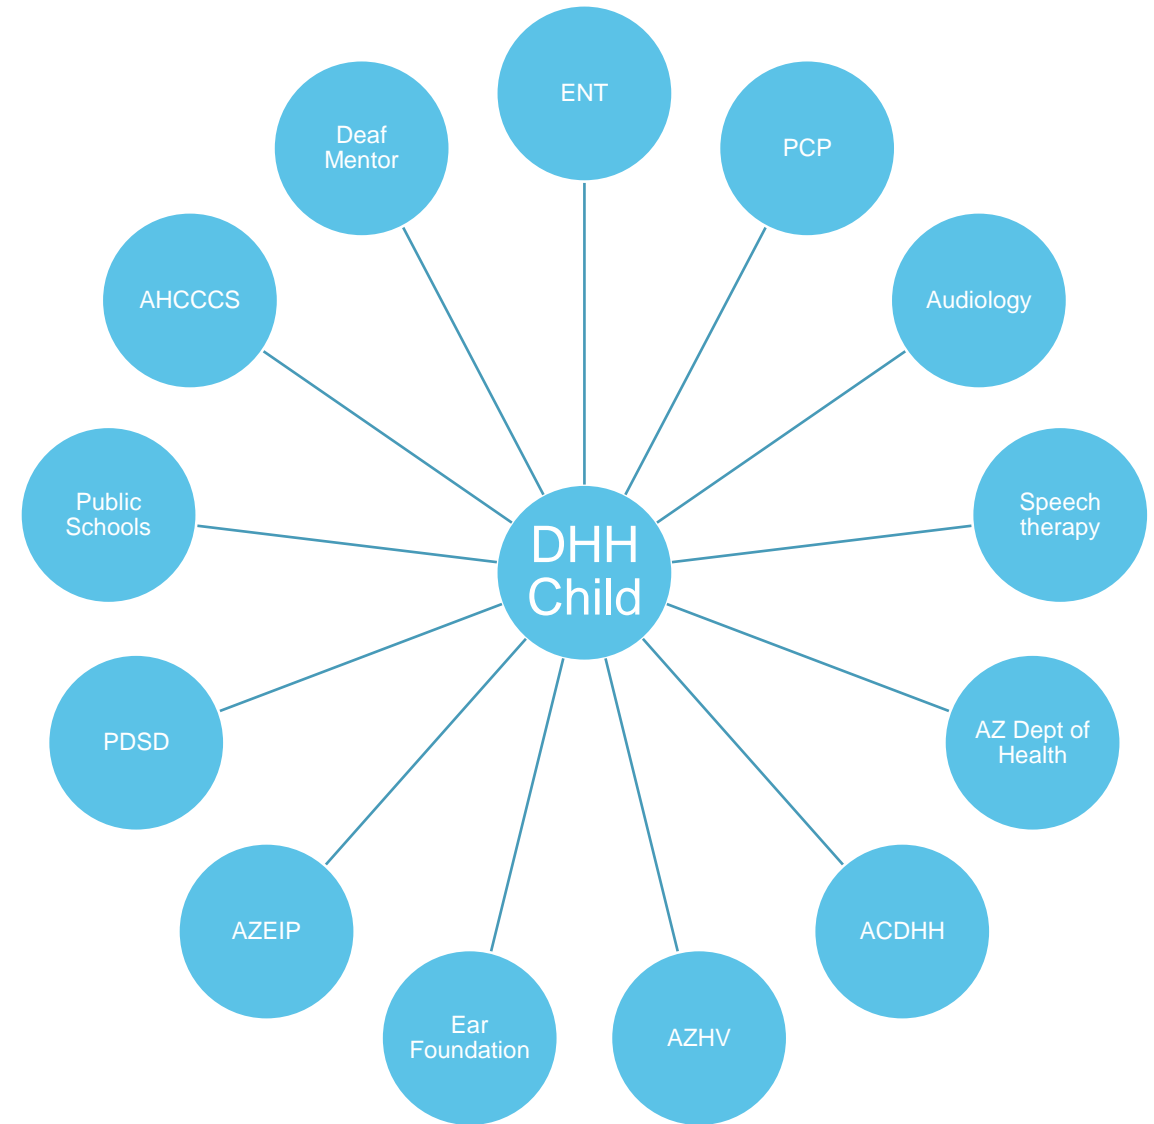 ENT
PCP
Audiology
Speech
therapy
AZ Dept of
Health
ACDHH
AZHV
Ear
Foundation
AZEIP
PDSD
Public
Schools
AHCCCS
Deaf
Mentor
DHH
Child